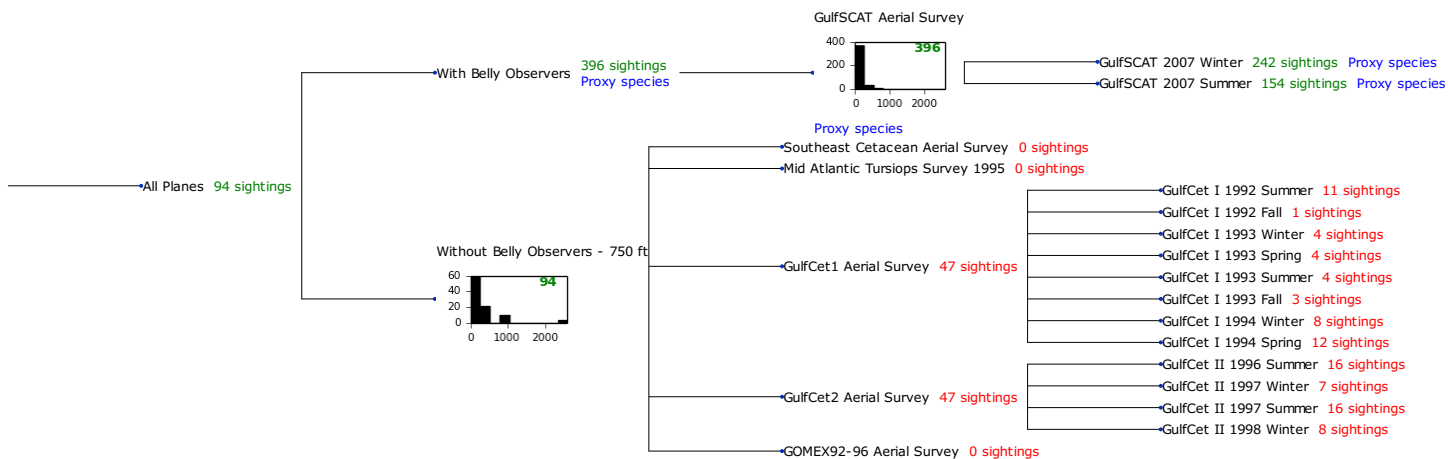 GulfSCAT Aerial Survey
400
200
0
396
0 1000 2000
Proxy species
With Belly Observers 396 sightings
Proxy species
GulfSCAT 2007 Winter 242 sightings Proxy species
GulfSCAT 2007 Summer 154 sightings Proxy species
All Planes 94 sightings
Without Belly Observers - 750 ft
60
40
20
0
94
0 1000 2000
Southeast Cetacean Aerial Survey 0 sightings
Mid Atlantic Tursiops Survey 1995 0 sightings
GulfCet1 Aerial Survey 47 sightings
GulfCet I 1992 Summer 11 sightings
GulfCet I 1992 Fall 1 sightings
GulfCet I 1993 Winter 4 sightings
GulfCet I 1993 Spring 4 sightings
GulfCet I 1993 Summer 4 sightings
GulfCet I 1993 Fall 3 sightings
GulfCet I 1994 Winter 8 sightings
GulfCet I 1994 Spring 12 sightings
GulfCet2 Aerial Survey 47 sightings
GulfCet II 1996 Summer 16 sightings
GulfCet II 1997 Winter 7 sightings
GulfCet II 1997 Summer 16 sightings
GulfCet II 1998 Winter 8 sightings
GOMEX92-96 Aerial Survey 0 sightings